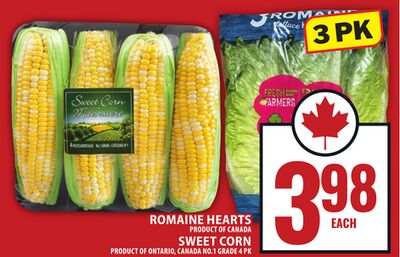 3 ROMAINE
3 PK
Sweet Corn
FRESH
FARMERS
ROMAINE HEARTS
PRODUCT OF CANADA
SWEET CORN
PRODUCT OF ONTARIO, CANADA NO.1 GRADE 4 PK
3 98
EACH